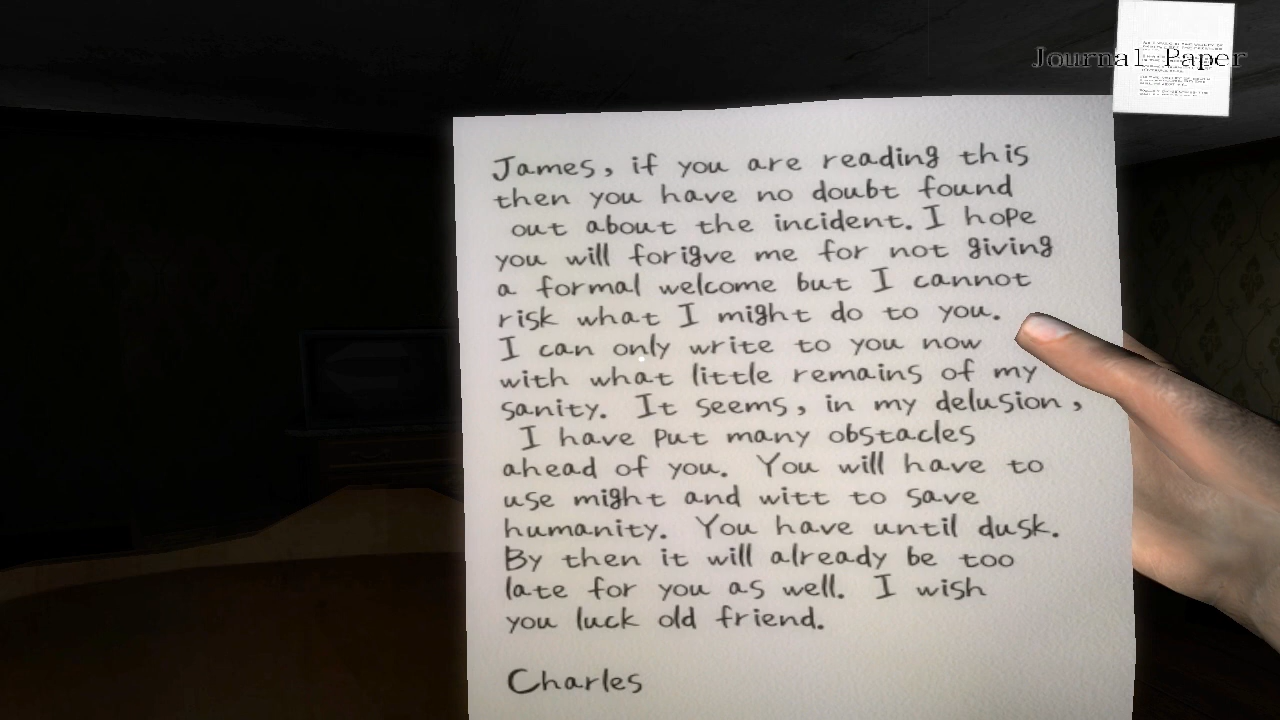 Journal Paper
James, if you are reading this
then you have no doubt found
out about the incident. I hope
you will forigve me for not giving
a formal welcome but I cannot
risk what I might do to you.
I can only write to you now
with what little remains of my
sanity. It seems, in my delusion,
I have put many obstacles
ahead of you. You will have to
use might and witt to save
humanity. You have until dusk.
By then it will already be too
late for you as well. I wish
you luck old friend.
Charles